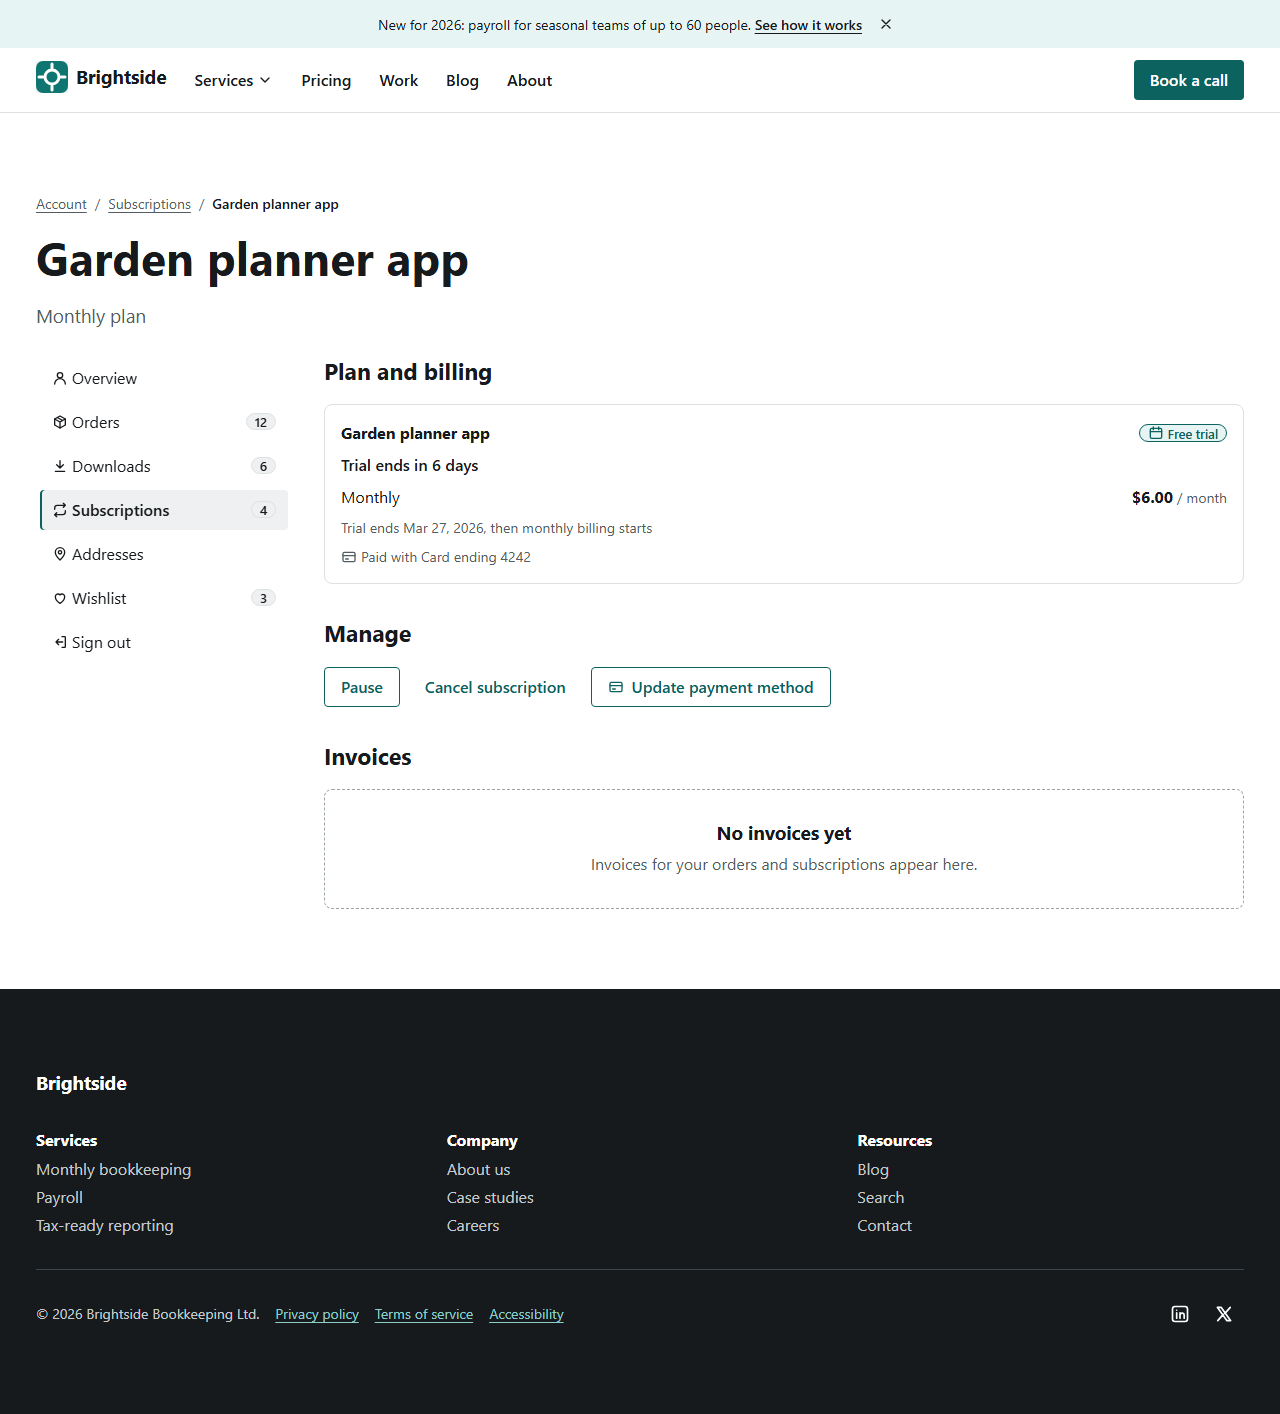 New for 2026: payroll for seasonal teams of up to 60 people. See how it works
Brightside
Services
Pricing
Work
Blog
About
Book a call
Account / Subscriptions / Garden planner app
Garden planner app
Monthly plan
Overview
Orders 12
Downloads 6
Subscriptions 4
Addresses
Wishlist 3
Sign out
Plan and billing
Garden planner app
Free trial
Trial ends in 6 days
Monthly
$6.00 / month
Trial ends Mar 27, 2026, then monthly billing starts
Paid with Card ending 4242
Manage
Pause
Cancel subscription
Update payment method
Invoices
No invoices yet
Invoices for your orders and subscriptions appear here.
Brightside
Services
Monthly bookkeeping
Payroll
Tax-ready reporting
Company
About us
Case studies
Careers
Resources
Blog
Search
Contact
© 2026 Brightside Bookkeeping Ltd.
Privacy policy
Terms of service
Accessibility